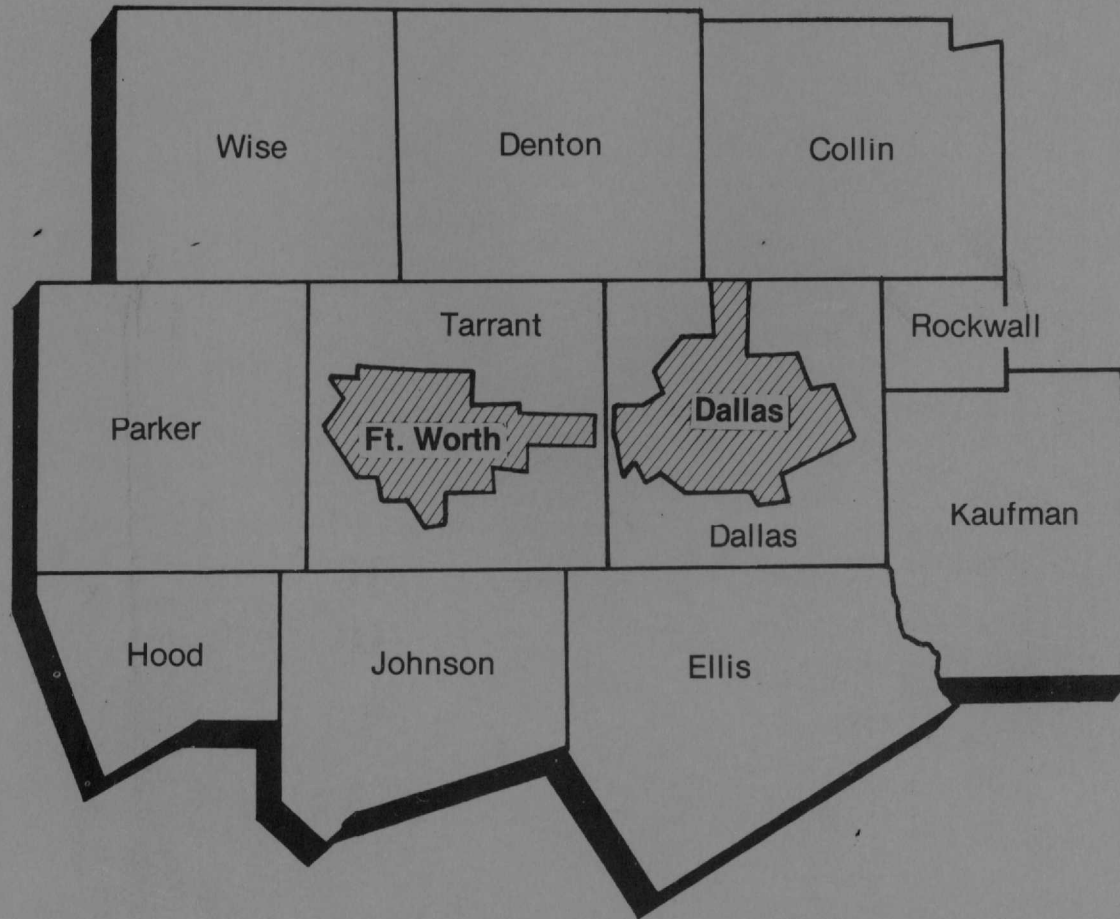 Wise
Denton
Collin
Tarrant
Rockwall
Parker
Ft. Worth
Dallas
Kaufman
Dallas
Hood
Johnson
Ellis